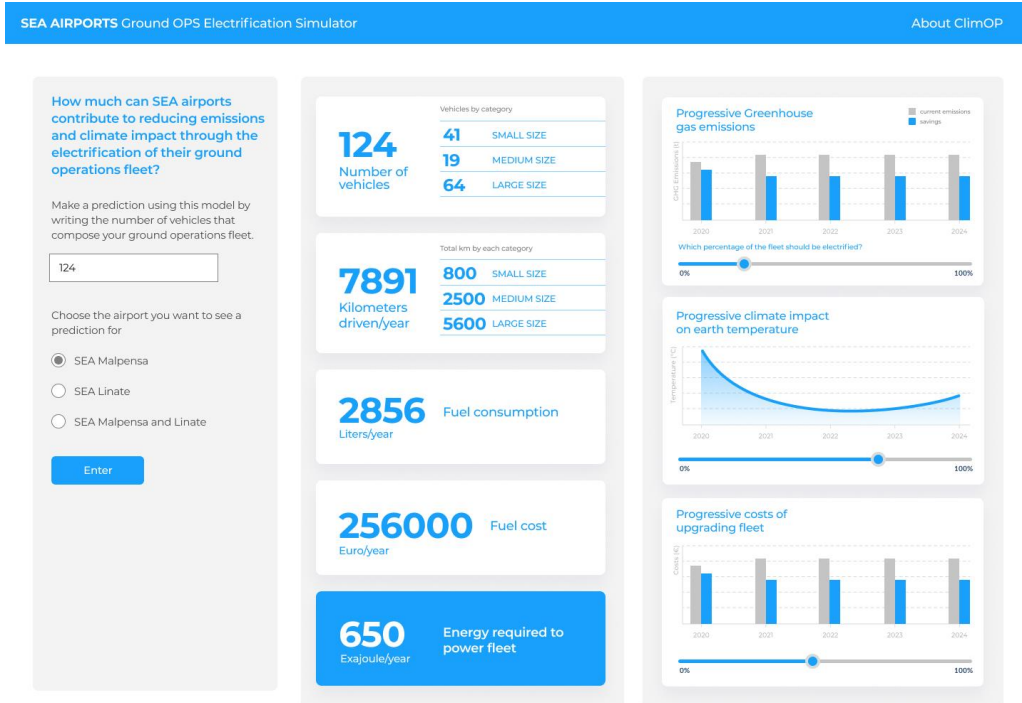 SEA AIRPORTS Ground OPS Electrification Simulator
About ClimOP
How much can SEA airports
contribute to reducing emissions
and climate impact through the
electrification of their ground
operations fleet?
Make a prediction using this model by
writing the number of vehicles that
compose your ground operations fleet.
124
Choose the airport you want to see a
prediction for
SEA Malpensa
SEA Linate
SEA Malpensa and Linate
Enter
124
Number of
vehicles
Vehicles by category
41 SMALL SIZE
19 MEDIUM SIZE
64 LARGE SIZE
7891
Kilometers
driven/year
Total km by each category
800 SMALL SIZE
2500 MEDIUM SIZE
5600 LARGE SIZE
2856 Fuel consumption
Liters/year
256000 Fuel cost
Euro/year
650
Exajoule/year
Energy required to
power fleet
Progressive Greenhouse
gas emissions
current emissions
savings
GHG Emissions (t)
2020 2021 2022 2023 2024
Which percentage of the fleet should be electrified?
0% 100%
Progressive climate impact
on earth temperature
Temperature (°C)
2020 2021 2022 2023 2024
0% 100%
Progressive costs of
upgrading fleet
Costs (€)
2020 2021 2022 2023 2024
0% 100%